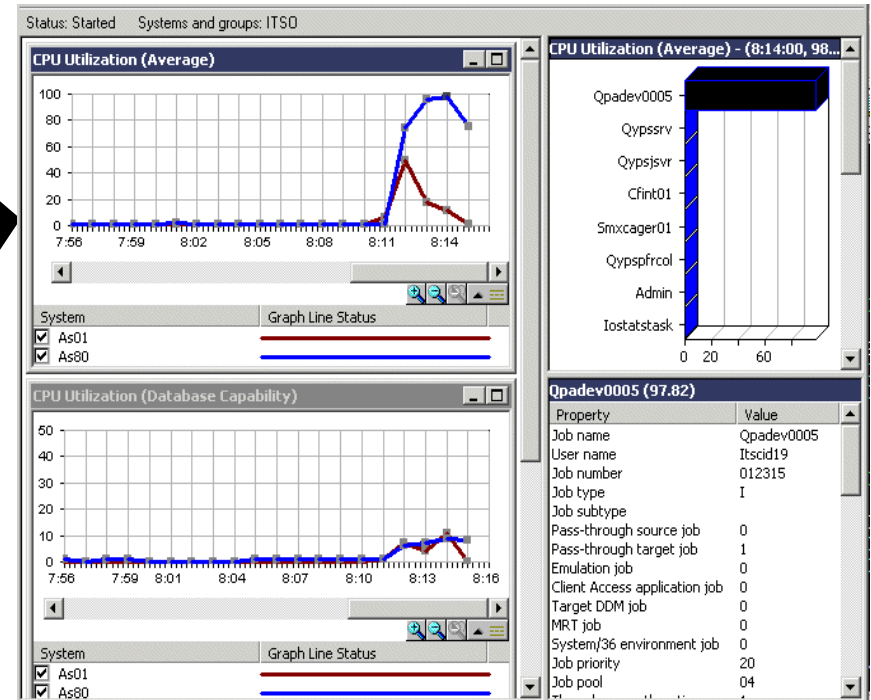 Status: Started Systems and groups: ITSO
CPU Utilization (Average)
100
80
60
40
20
0
7:56 7:59 8:02 8:05 8:08 8:11 8:14
System Graph Line Status
As01
As80
CPU Utilization (Database Capability)
50
40
30
20
10
0
7:56 7:59 8:01 8:04 8:07 8:10 8:13 8:16
System Graph Line Status
As01
As80
CPU Utilization (Average) - (8:14:00, 98...
Qpadev0005
Qypssrv
Qypsjsvr
Cfint01
Smxcager01
Qypspfrcol
Admin
Iostatstask
0 20 60
Qpadev0005 (97.82)
Property Value
Job name Qpadev0005
User name Itscid19
Job number 012315
Job type I
Job subtype
Pass-through source job 0
Pass-through target job 1
Emulation job 0
Client Access application job 0
Target DDM job 0
MRT job 0
System/36 environment job 0
Job priority 20
Job pool 04